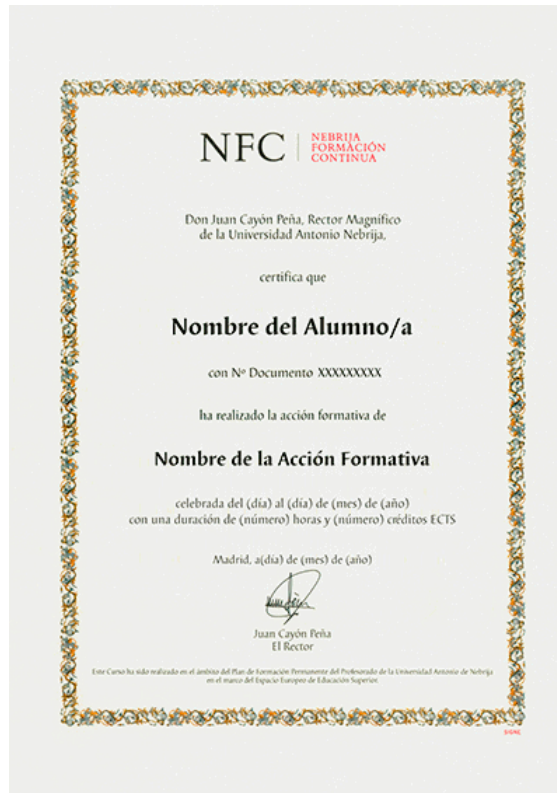 NFC
NEBRIJA
FORMACIÓN
CONTINUA
Don Juan Cayón Peña, Rector Magnífico
de la Universidad Antonio Nebrija,
certifica que
Nombre del Alumno/a
con Nº Documento XXXXXXXXX
ha realizado la acción formativa de
Nombre de la Acción Formativa
celebrada del (día) al (día) de (mes) de (año)
con una duración de (número) horas y (número) créditos ECTS
Madrid, a(día) de (mes) de (año)
Juan Cayón Peña
El Rector
Este Curso ha sido realizado en el ámbito del Plan de Formación Permanente del Profesorado de la Universidad Antonio de Nebrija
en el marco del Espacio Europeo de Educación Superior.
SIGNE